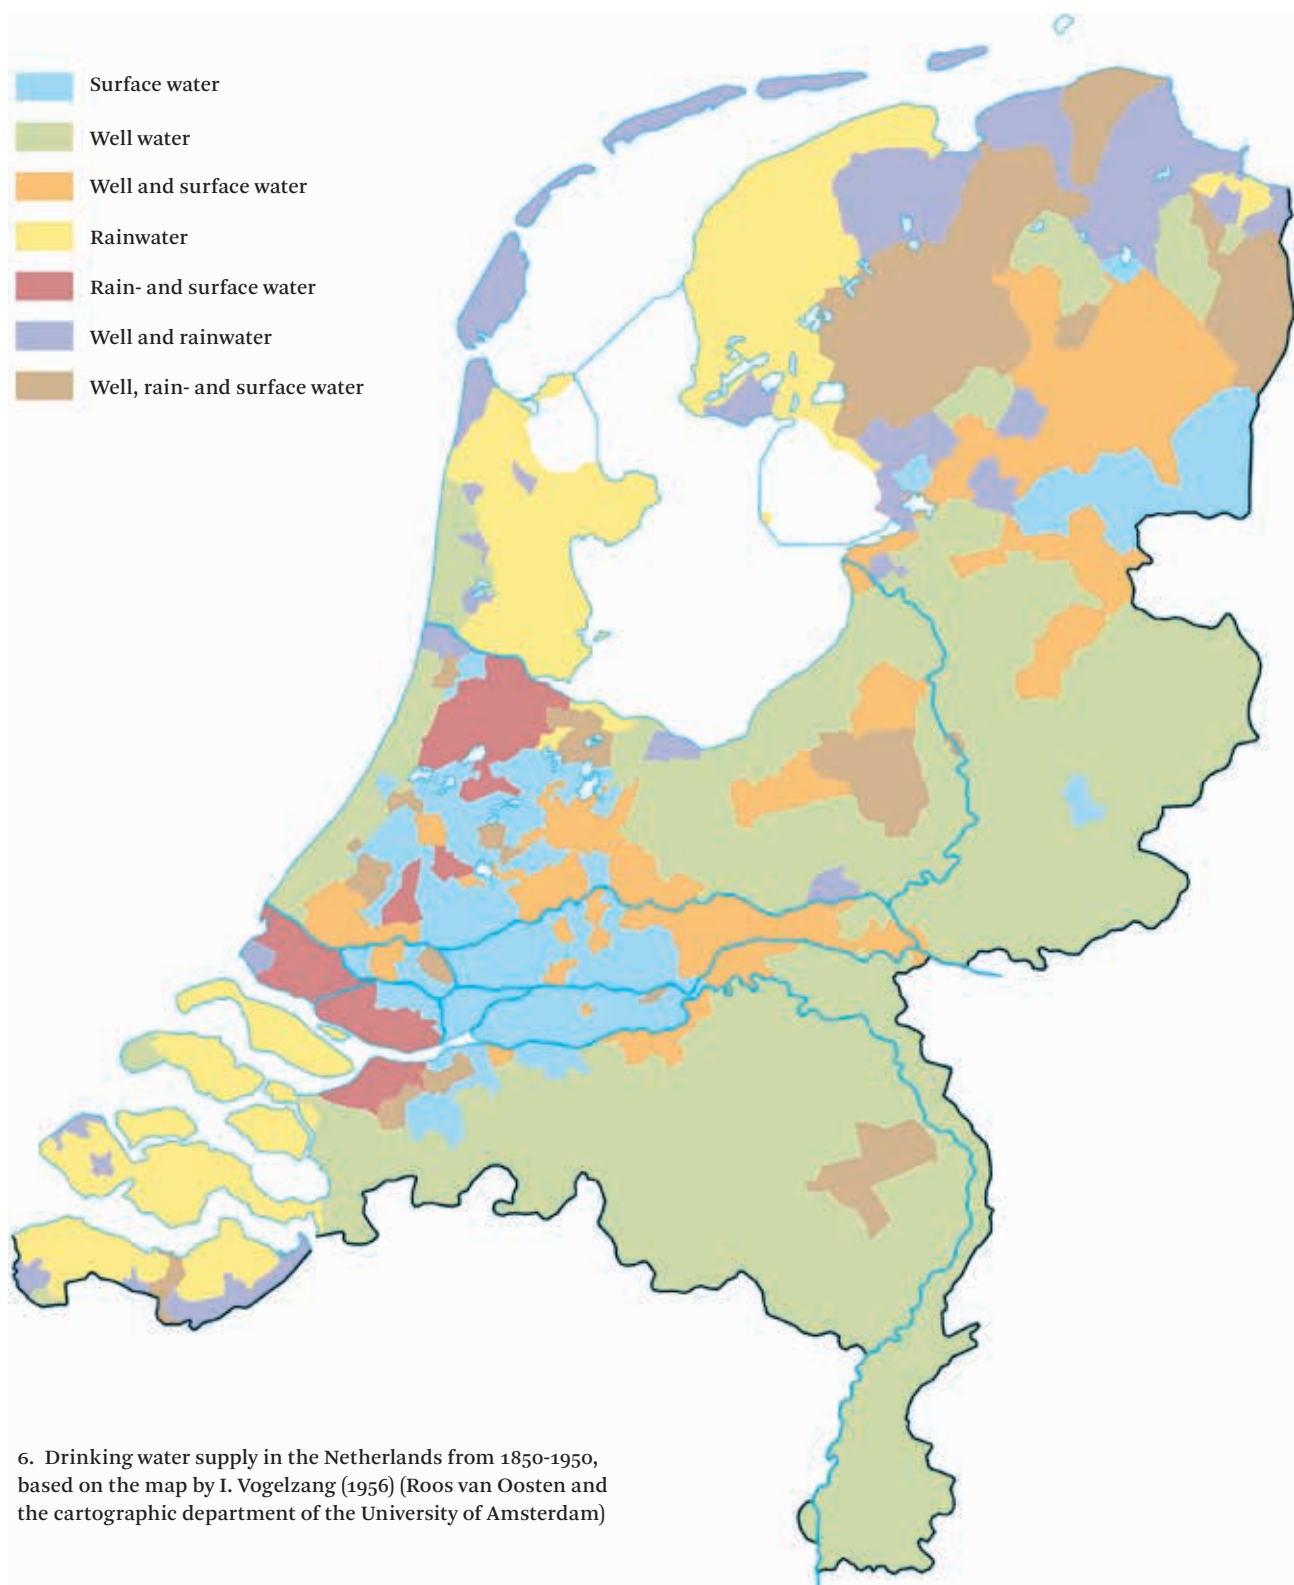 Surface water
Well water
Well and surface water
Rainwater
Rain- and surface water
Well and rainwater
Well, rain- and surface water
6. Drinking water supply in the Netherlands from 1850-1950,
based on the map by I. Vogelzang (1956) (Roos van Oosten and
the cartographic department of the University of Amsterdam)